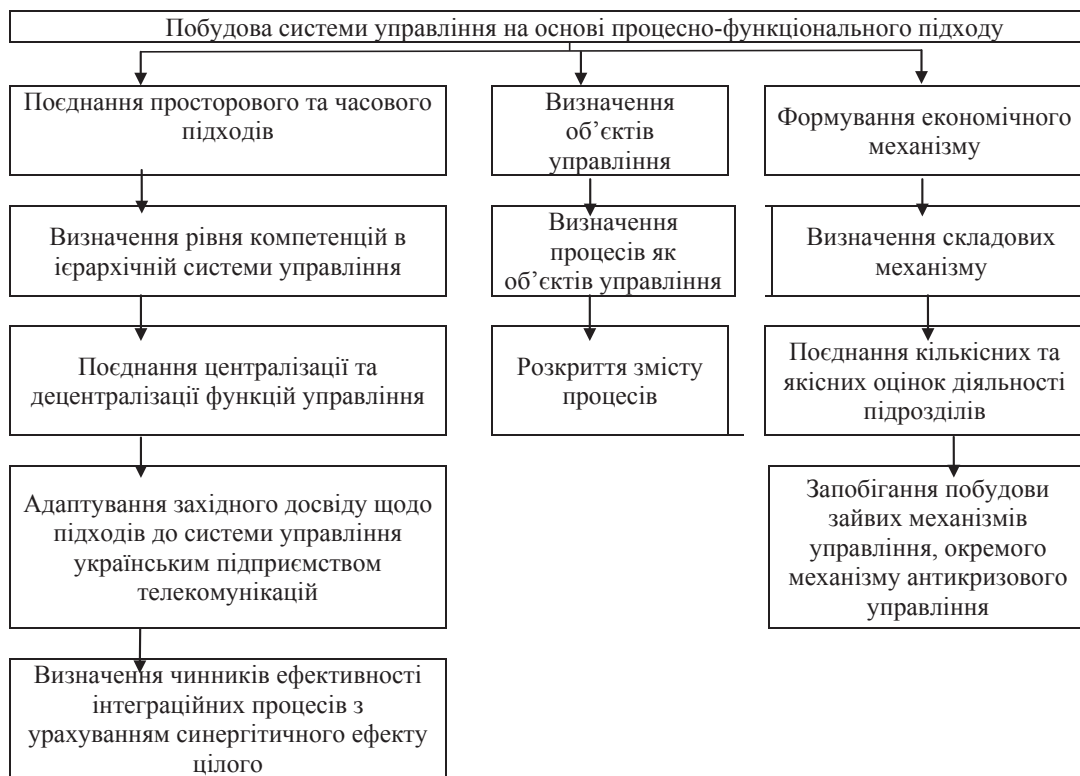 Побудова системи управління на основі процесно-функціонального підходу
Поєднання просторового та часового
підходів
Визначення рівня компетенцій в
ієрархічній системи управління
Поєднання централізації та
децентралізації функцій управління
Адаптування західного досвіду щодо
підходів до системи управління
українським підприємством
телекомунікацій
Визначення чинників ефективності
інтеграційних процесів з
урахуванням синергітичного ефекту
цілого
Визначення
об’єктів
управління
Визначення
процесів як
об’єктів управління
Розкриття змісту
процесів
Формування економічного
механізму
Визначення складових
механізму
Поєднання кількісних та
якісних оцінок діяльності
підрозділів
Запобігання побудови
зайвих механізмів
управління, окремого
механізму антикризового
управління